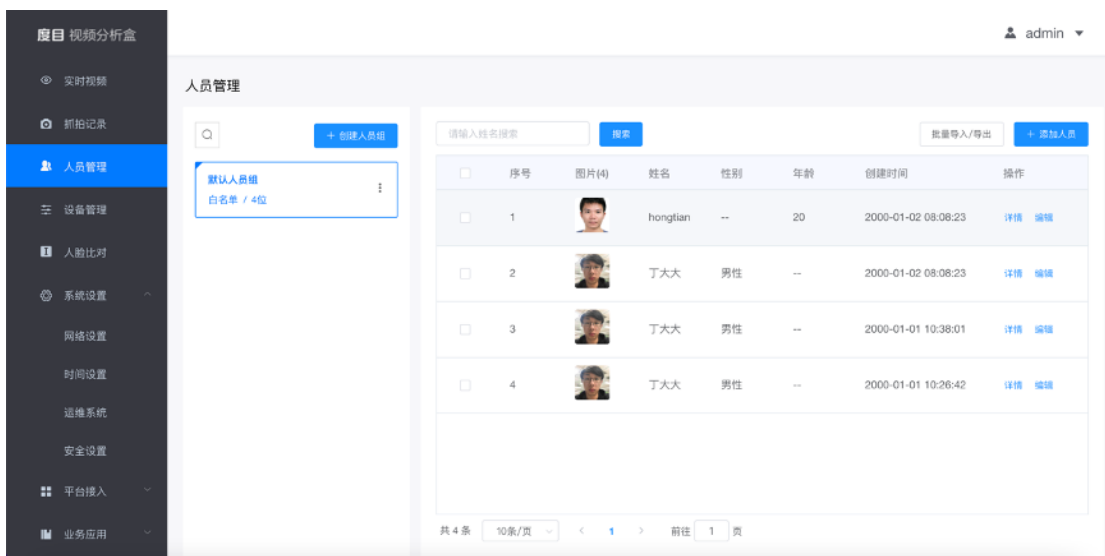 度目 视频分析盒
admin
实时视频
抓拍记录
人员管理
设备管理
人脸比对
系统设置
网络设置
时间设置
运维系统
安全设置
平台接入
业务应用
人员管理
+ 创建人员组
默认人员组
白名单 / 4位
请输入姓名搜索 搜索 批量导入/导出 + 添加人员
序号 图片(4) 姓名 性别 年龄 创建时间 操作
1 hongtian -- 20 2000-01-02 08:08:23 详情 编辑
2 丁大大 男性 -- 2000-01-02 08:08:23 详情 编辑
3 丁大大 男性 -- 2000-01-01 10:38:01 详情 编辑
4 丁大大 男性 -- 2000-01-01 10:26:42 详情 编辑
共 4 条 10条/页 < 1 > 前往 1 页